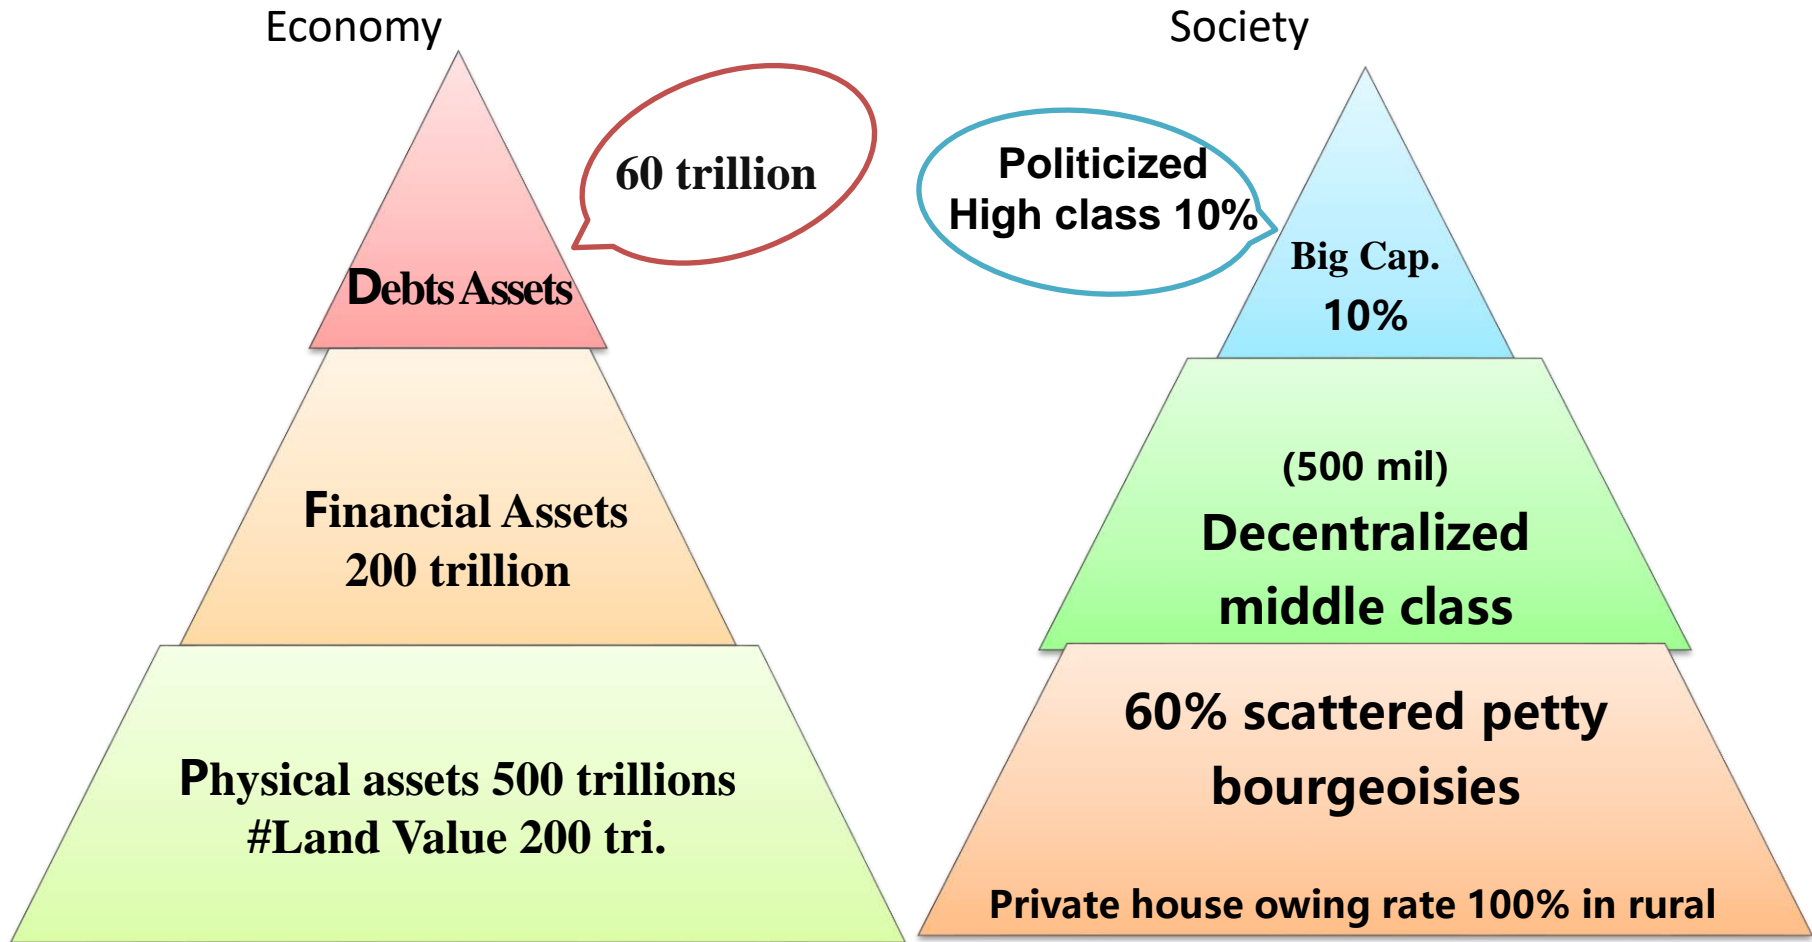 Economy
60 trillion
Debts Assets
Financial Assets
200 trillion
Physical assets 500 trillions
#Land Value 200 tri.
Society
Politicized
High class 10%
Big Cap.
10%
(500 mil)
Decentralized
middle class
60% scattered petty
bourgeoisies
Private house owing rate 100% in rural